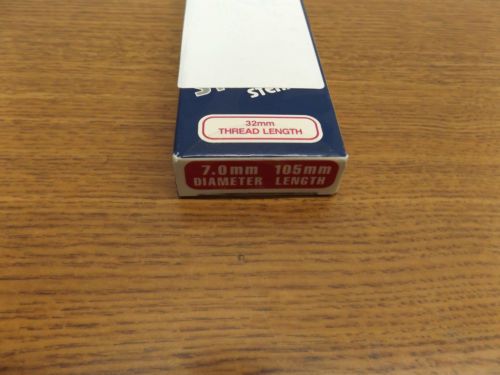 32mm
THREAD LENGTH
7.0mm 105mm
DIAMETER LENGTH